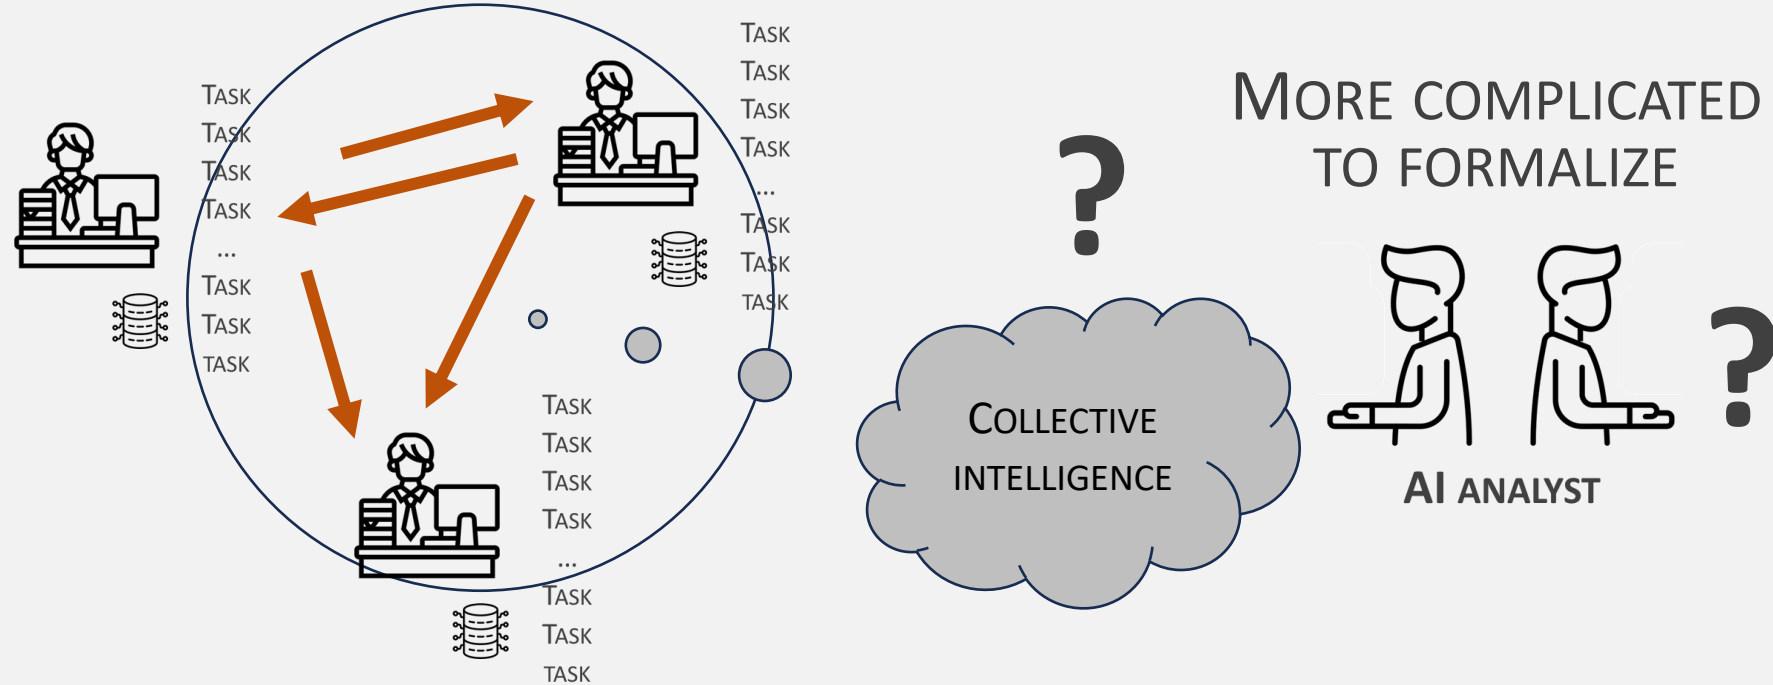 TASK
TASK
TASK
TASK
...
TASK
TASK
TASK
TASK
TASK
TASK
TASK
...
TASK
TASK
TASK
TASK
TASK
TASK
TASK
...
TASK
TASK
TASK
COLLECTIVE
INTELLIGENCE
?
MORE COMPLICATED
TO FORMALIZE
?
AI ANALYST